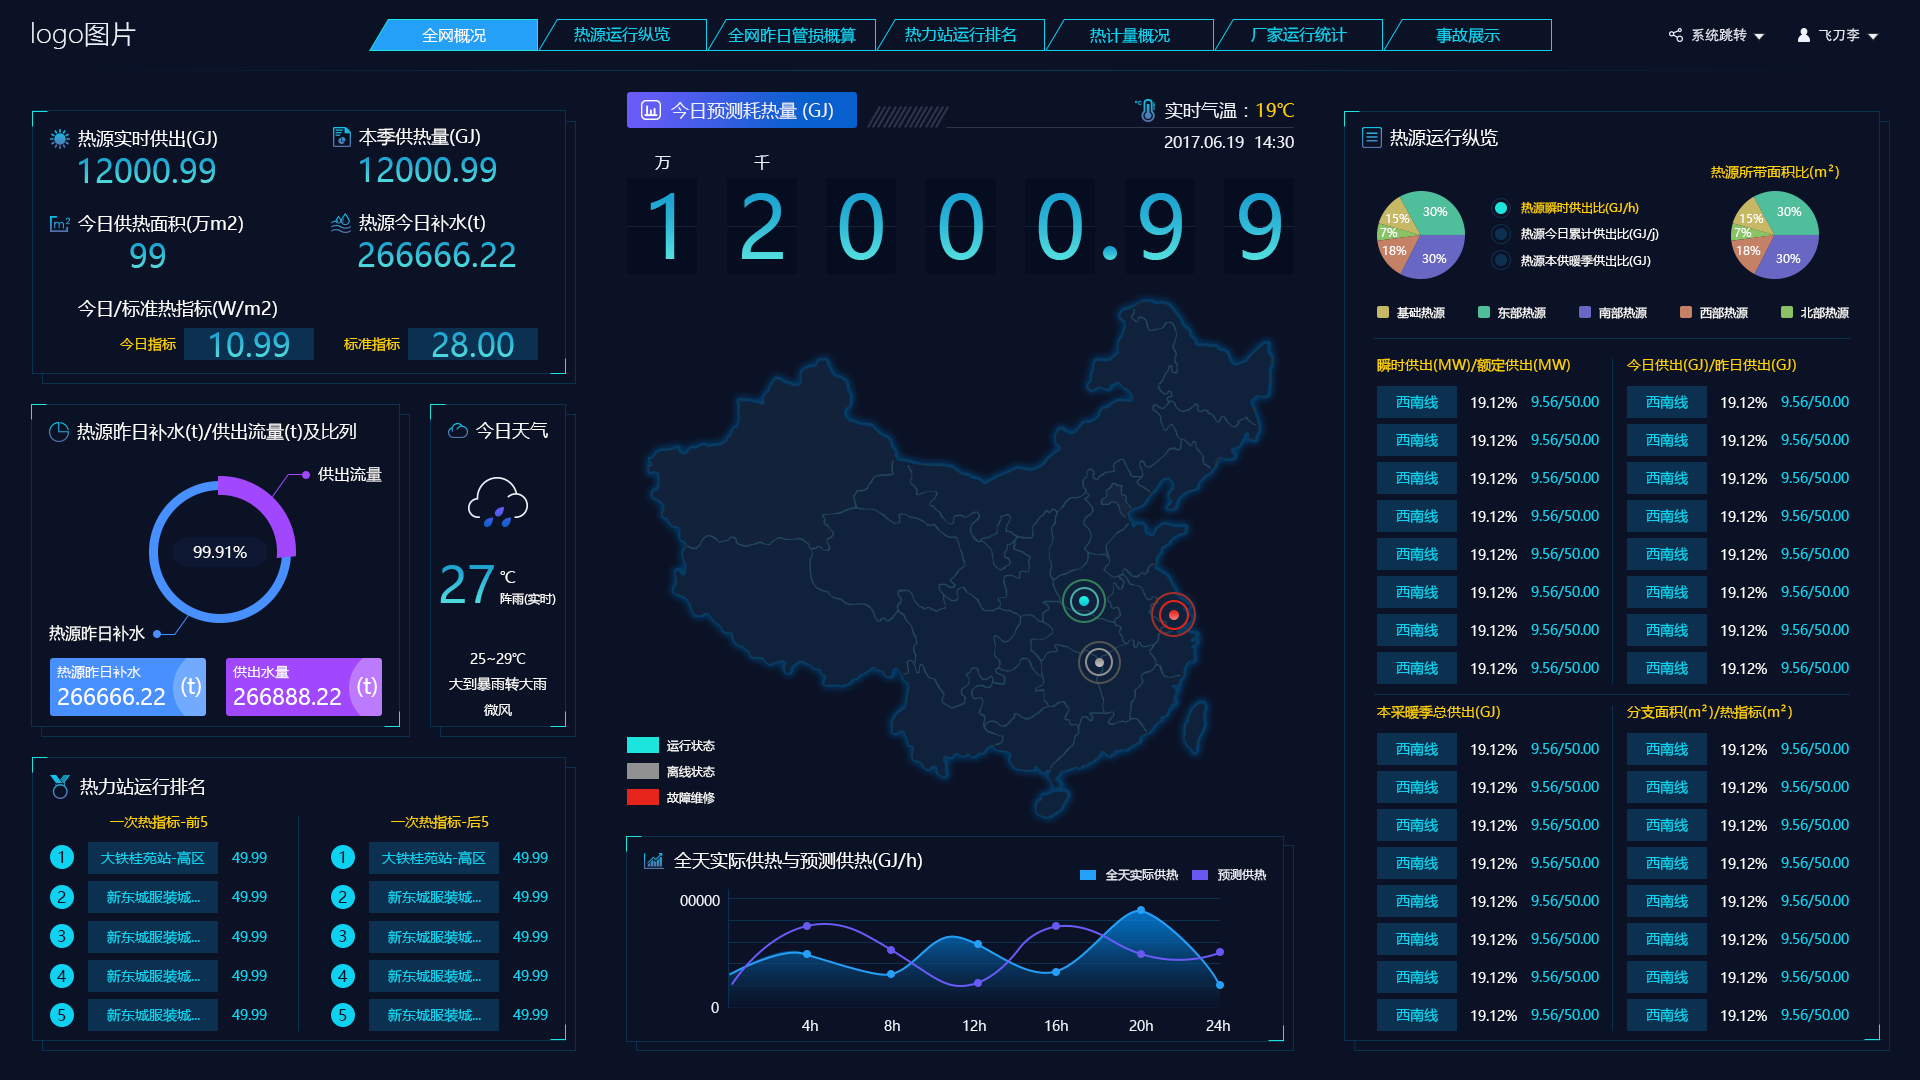 logo图片
全网概况
热源运行纵览
全网昨日管损概算
热力站运行排名
热计量概况
厂家运行统计
事故展示
系统跳转
飞刀李
热源实时供出(GJ)
12000.99
本季供热量(GJ)
12000.99
今日供热面积(万m2)
99
热源今日补水(t)
266666.22
今日/标准热指标(W/m2)
今日指标 10.99
标准指标 28.00
热源昨日补水(t)/供出流量(t)及比列
供出流量
99.91%
热源昨日补水
热源昨日补水
266666.22 (t)
供出水量
266888.22 (t)
今日天气
27 ℃
阵雨(实时)
25~29℃
大到暴雨转大雨
微风
热力站运行排名
一次热指标-前5
1 大铁桂苑站-高区 49.99
2 新东城服装城... 49.99
3 新东城服装城... 49.99
4 新东城服装城... 49.99
5 新东城服装城... 49.99
一次热指标-后5
1 大铁桂苑站-高区 49.99
2 新东城服装城... 49.99
3 新东城服装城... 49.99
4 新东城服装城... 49.99
5 新东城服装城... 49.99
今日预测耗热量 (GJ)
实时气温：19℃
2017.06.19 14:30
万 千
12000.99
运行状态
离线状态
故障维修
全天实际供热与预测供热(GJ/h)
全天实际供热 预测供热
00000
0
4h 8h 12h 16h 20h 24h
热源运行纵览
热源所带面积比(m²)
30%
15%
7%
18%
30%
热源瞬时供出比(GJ/h)
热源今日累计供出比(GJ/j)
热源本供暖季供出比(GJ)
30%
15%
7%
18%
30%
基础热源 东部热源 南部热源 西部热源 北部热源
瞬时供出(MW)/额定供出(MW)
西南线 19.12% 9.56/50.00
西南线 19.12% 9.56/50.00
西南线 19.12% 9.56/50.00
西南线 19.12% 9.56/50.00
西南线 19.12% 9.56/50.00
西南线 19.12% 9.56/50.00
西南线 19.12% 9.56/50.00
西南线 19.12% 9.56/50.00
今日供出(GJ)/昨日供出(GJ)
西南线 19.12% 9.56/50.00
西南线 19.12% 9.56/50.00
西南线 19.12% 9.56/50.00
西南线 19.12% 9.56/50.00
西南线 19.12% 9.56/50.00
西南线 19.12% 9.56/50.00
西南线 19.12% 9.56/50.00
西南线 19.12% 9.56/50.00
本采暖季总供出(GJ)
西南线 19.12% 9.56/50.00
西南线 19.12% 9.56/50.00
西南线 19.12% 9.56/50.00
西南线 19.12% 9.56/50.00
西南线 19.12% 9.56/50.00
西南线 19.12% 9.56/50.00
西南线 19.12% 9.56/50.00
西南线 19.12% 9.56/50.00
分支面积(m²)/热指标(m²)
西南线 19.12% 9.56/50.00
西南线 19.12% 9.56/50.00
西南线 19.12% 9.56/50.00
西南线 19.12% 9.56/50.00
西南线 19.12% 9.56/50.00
西南线 19.12% 9.56/50.00
西南线 19.12% 9.56/50.00
西南线 19.12% 9.56/50.00